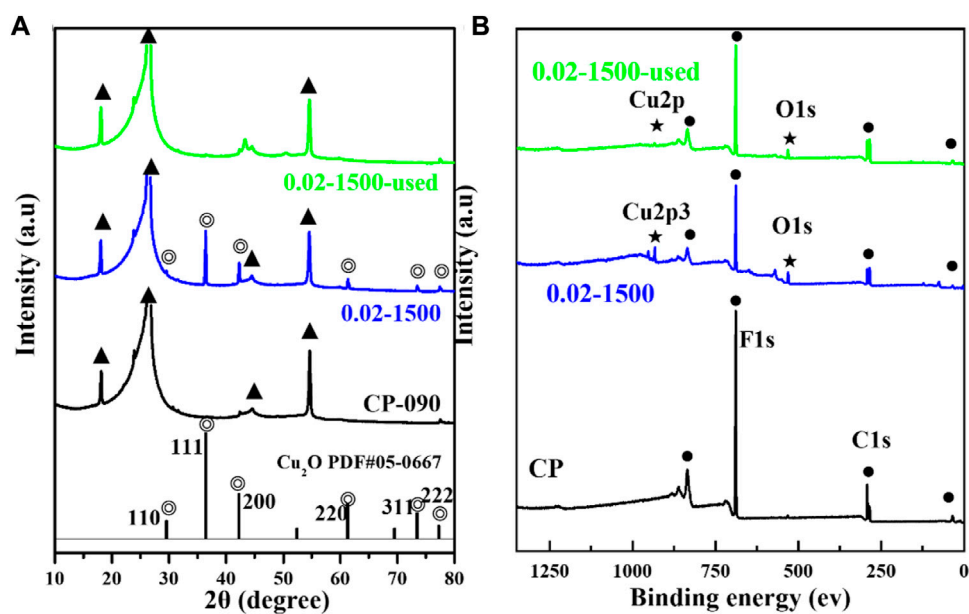 A
0.02-1500-used
0.02-1500
CP-090
111
Cu₂O PDF#05-0667
110
200
220
311
222
10
20
30
40
50
60
70
80
2θ (degree)
Intensity (a.u)
B
0.02-1500-used
Cu2p
O1s
Cu2p3
O1s
0.02-1500
F1s
CP
C1s
1250
1000
750
500
250
0
Binding energy (ev)
Intensity (a.u)